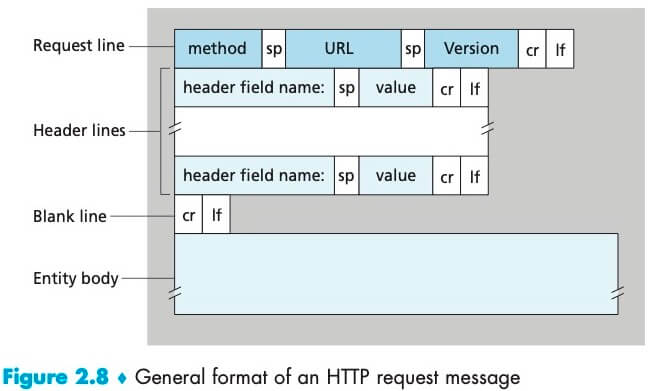 Request line method sp URL sp Version cr lf
header field name: sp value cr lf
Header lines
header field name: sp value cr lf
Blank line cr lf
Entity body
Figure 2.8 ♦ General format of an HTTP request message